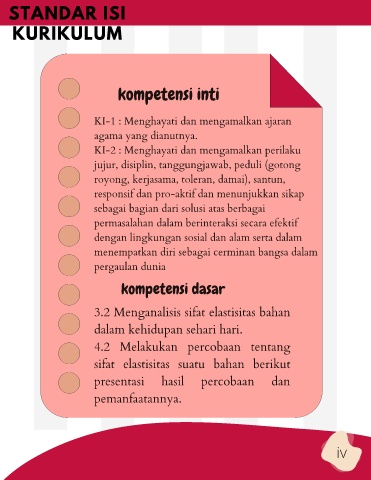 STANDAR ISI
KURIKULUM
kompetensi inti
KI-1 : Menghayati dan mengamalkan ajaran
agama yang dianutnya.
KI-2 : Menghayati dan mengamalkan perilaku
jujur, disiplin, tanggungjawab, peduli (gotong
royong, kerjasama, toleran, damai), santun,
responsif dan pro-aktif dan menunjukkan sikap
sebagai bagian dari solusi atas berbagai
permasalahan dalam berinteraksi secara efektif
dengan lingkungan sosial dan alam serta dalam
menempatkan diri sebagai cerminan bangsa dalam
pergaulan dunia
kompetensi dasar
3.2 Menganalisis sifat elastisitas bahan
dalam kehidupan sehari hari.
4.2 Melakukan percobaan tentang
sifat elastisitas suatu bahan berikut
presentasi hasil percobaan dan
pemanfaatannya.
iv